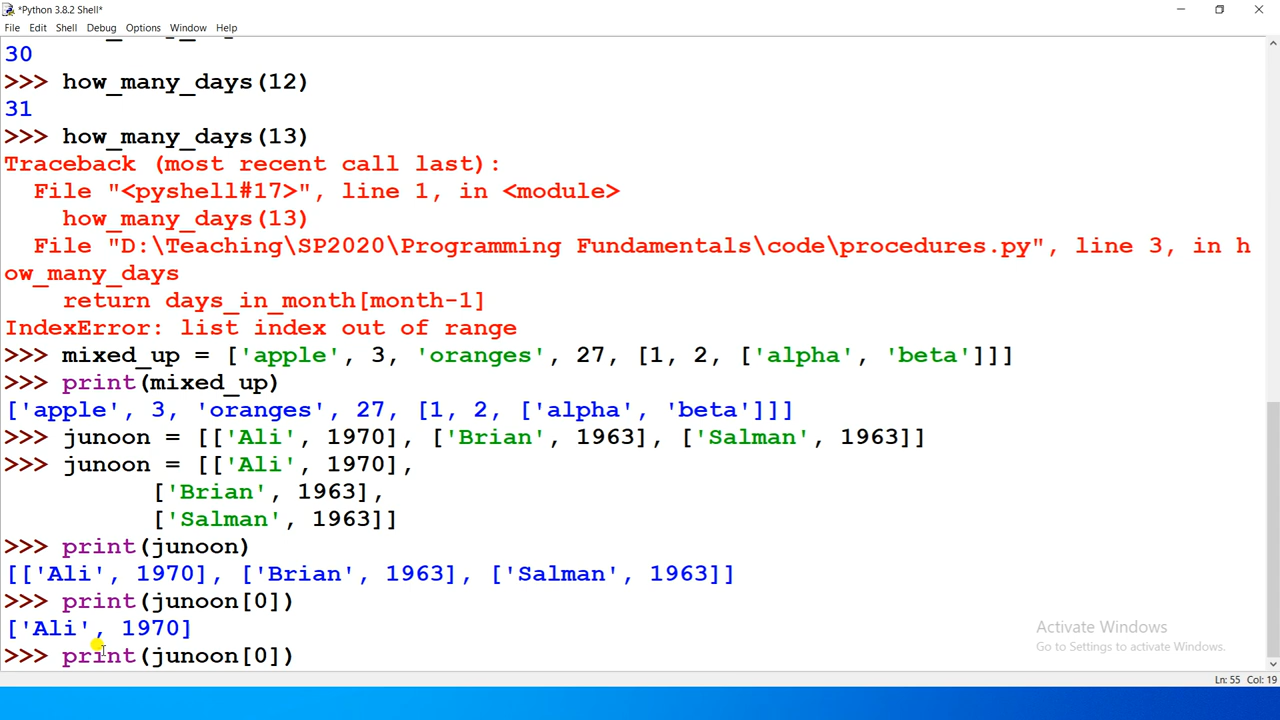 *Python 3.8.2 Shell*
File Edit Shell Debug Options Window Help
30
>>> how_many_days(12)
31
>>> how_many_days(13)
Traceback (most recent call last):
  File "<pyshell#17>", line 1, in <module>
    how_many_days(13)
  File "D:\Teaching\SP2020\Programming Fundamentals\code\procedures.py", line 3, in h
ow_many_days
    return days_in_month[month-1]
IndexError: list index out of range
>>> mixed_up = ['apple', 3, 'oranges', 27, [1, 2, ['alpha', 'beta']]]
>>> print(mixed_up)
['apple', 3, 'oranges', 27, [1, 2, ['alpha', 'beta']]]
>>> junoon = [['Ali', 1970], ['Brian', 1963], ['Salman', 1963]]
>>> junoon = [['Ali', 1970],
          ['Brian', 1963],
          ['Salman', 1963]]
>>> print(junoon)
[['Ali', 1970], ['Brian', 1963], ['Salman', 1963]]
>>> print(junoon[0])
['Ali', 1970]
>>> print(junoon[0])
Activate Windows
Go to Settings to activate Windows.
Ln: 55 Col: 19